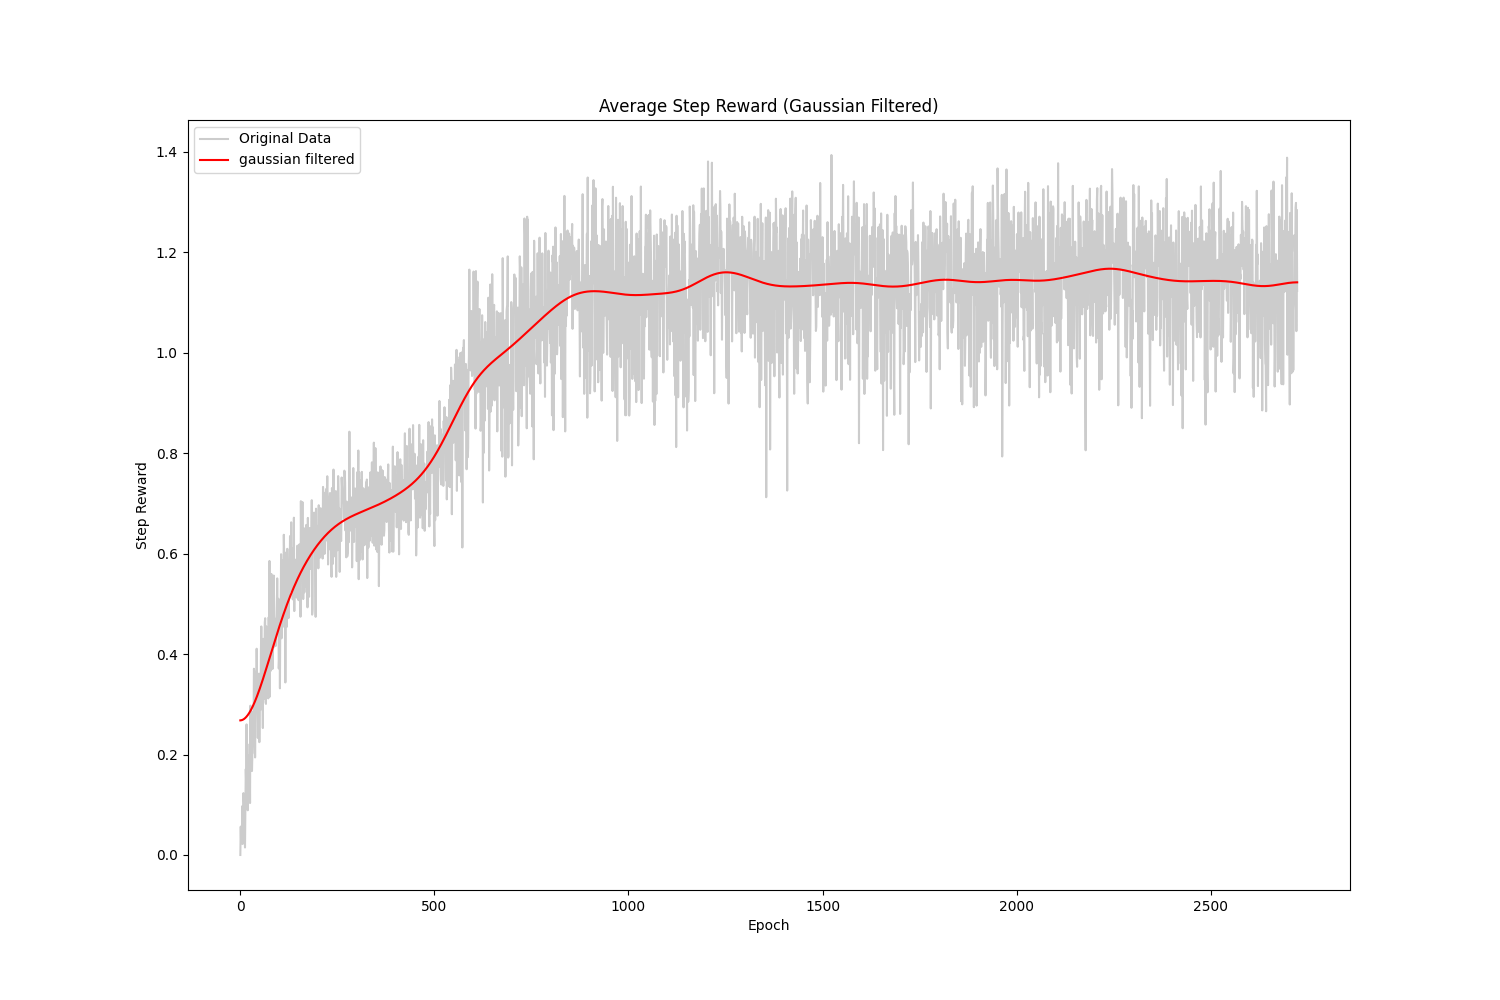 Average Step Reward (Gaussian Filtered)
Original Data
gaussian filtered
1.4
1.2
1.0
0.8
0.6
0.4
0.2
0.0
Step Reward
0
500
1000
1500
2000
2500
Epoch